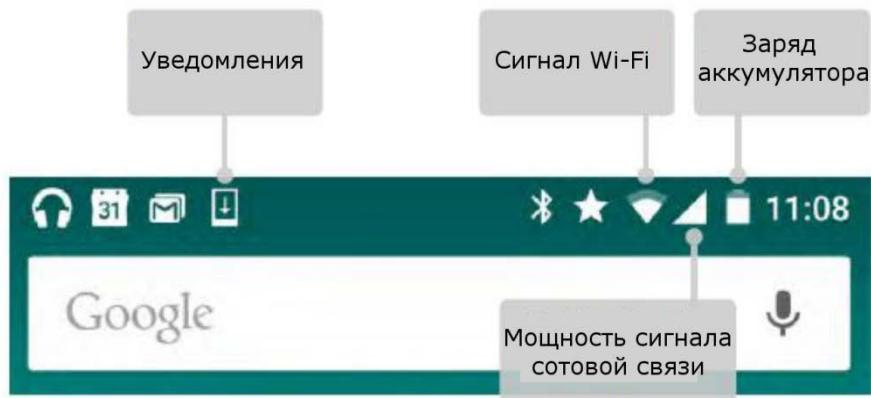 Уведомления
Сигнал Wi-Fi
Заряд
аккумулятора
31
11:08
Google
Мощность сигнала
сотовой связи